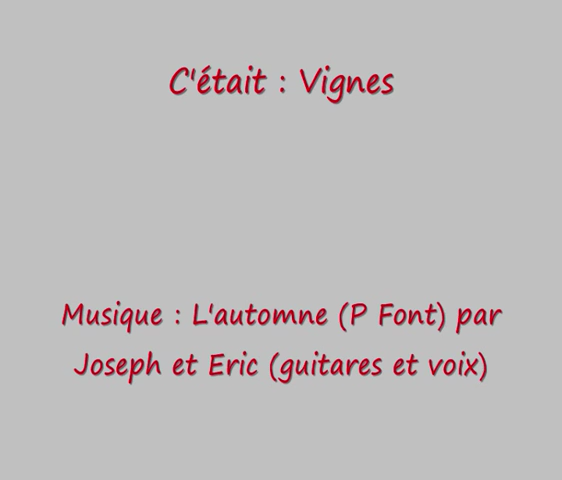 C'était : Vignes
Musique : L'automne (P Font) par
Joseph et Eric (guitares et voix)